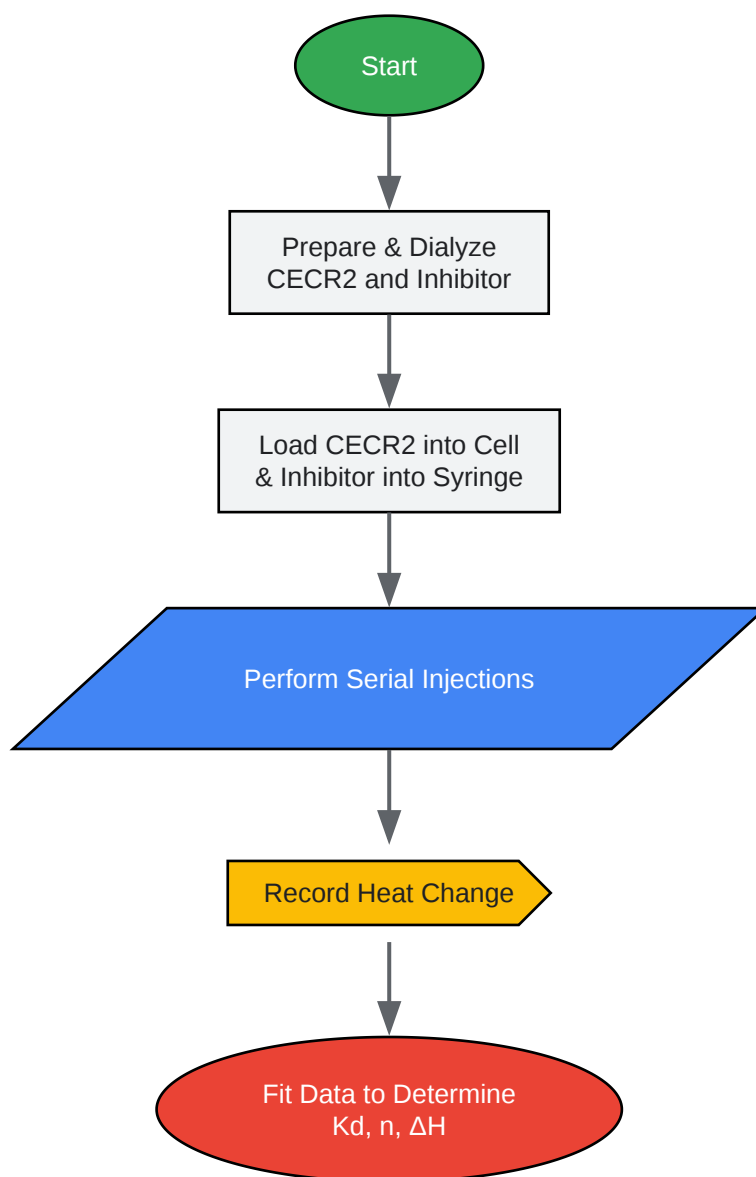 Start
Prepare & Dialyze
CECR2 and Inhibitor
Load CECR2 into Cell
& Inhibitor into Syringe
Perform Serial Injections
Record Heat Change
Fit Data to Determine
Kd, n, ΔH